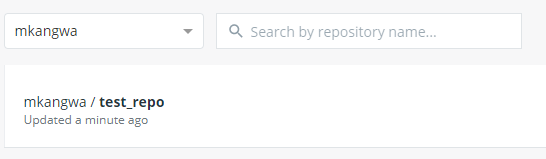 mkangwa
Search by repository name...
mkangwa / test_repo
Updated a minute ago